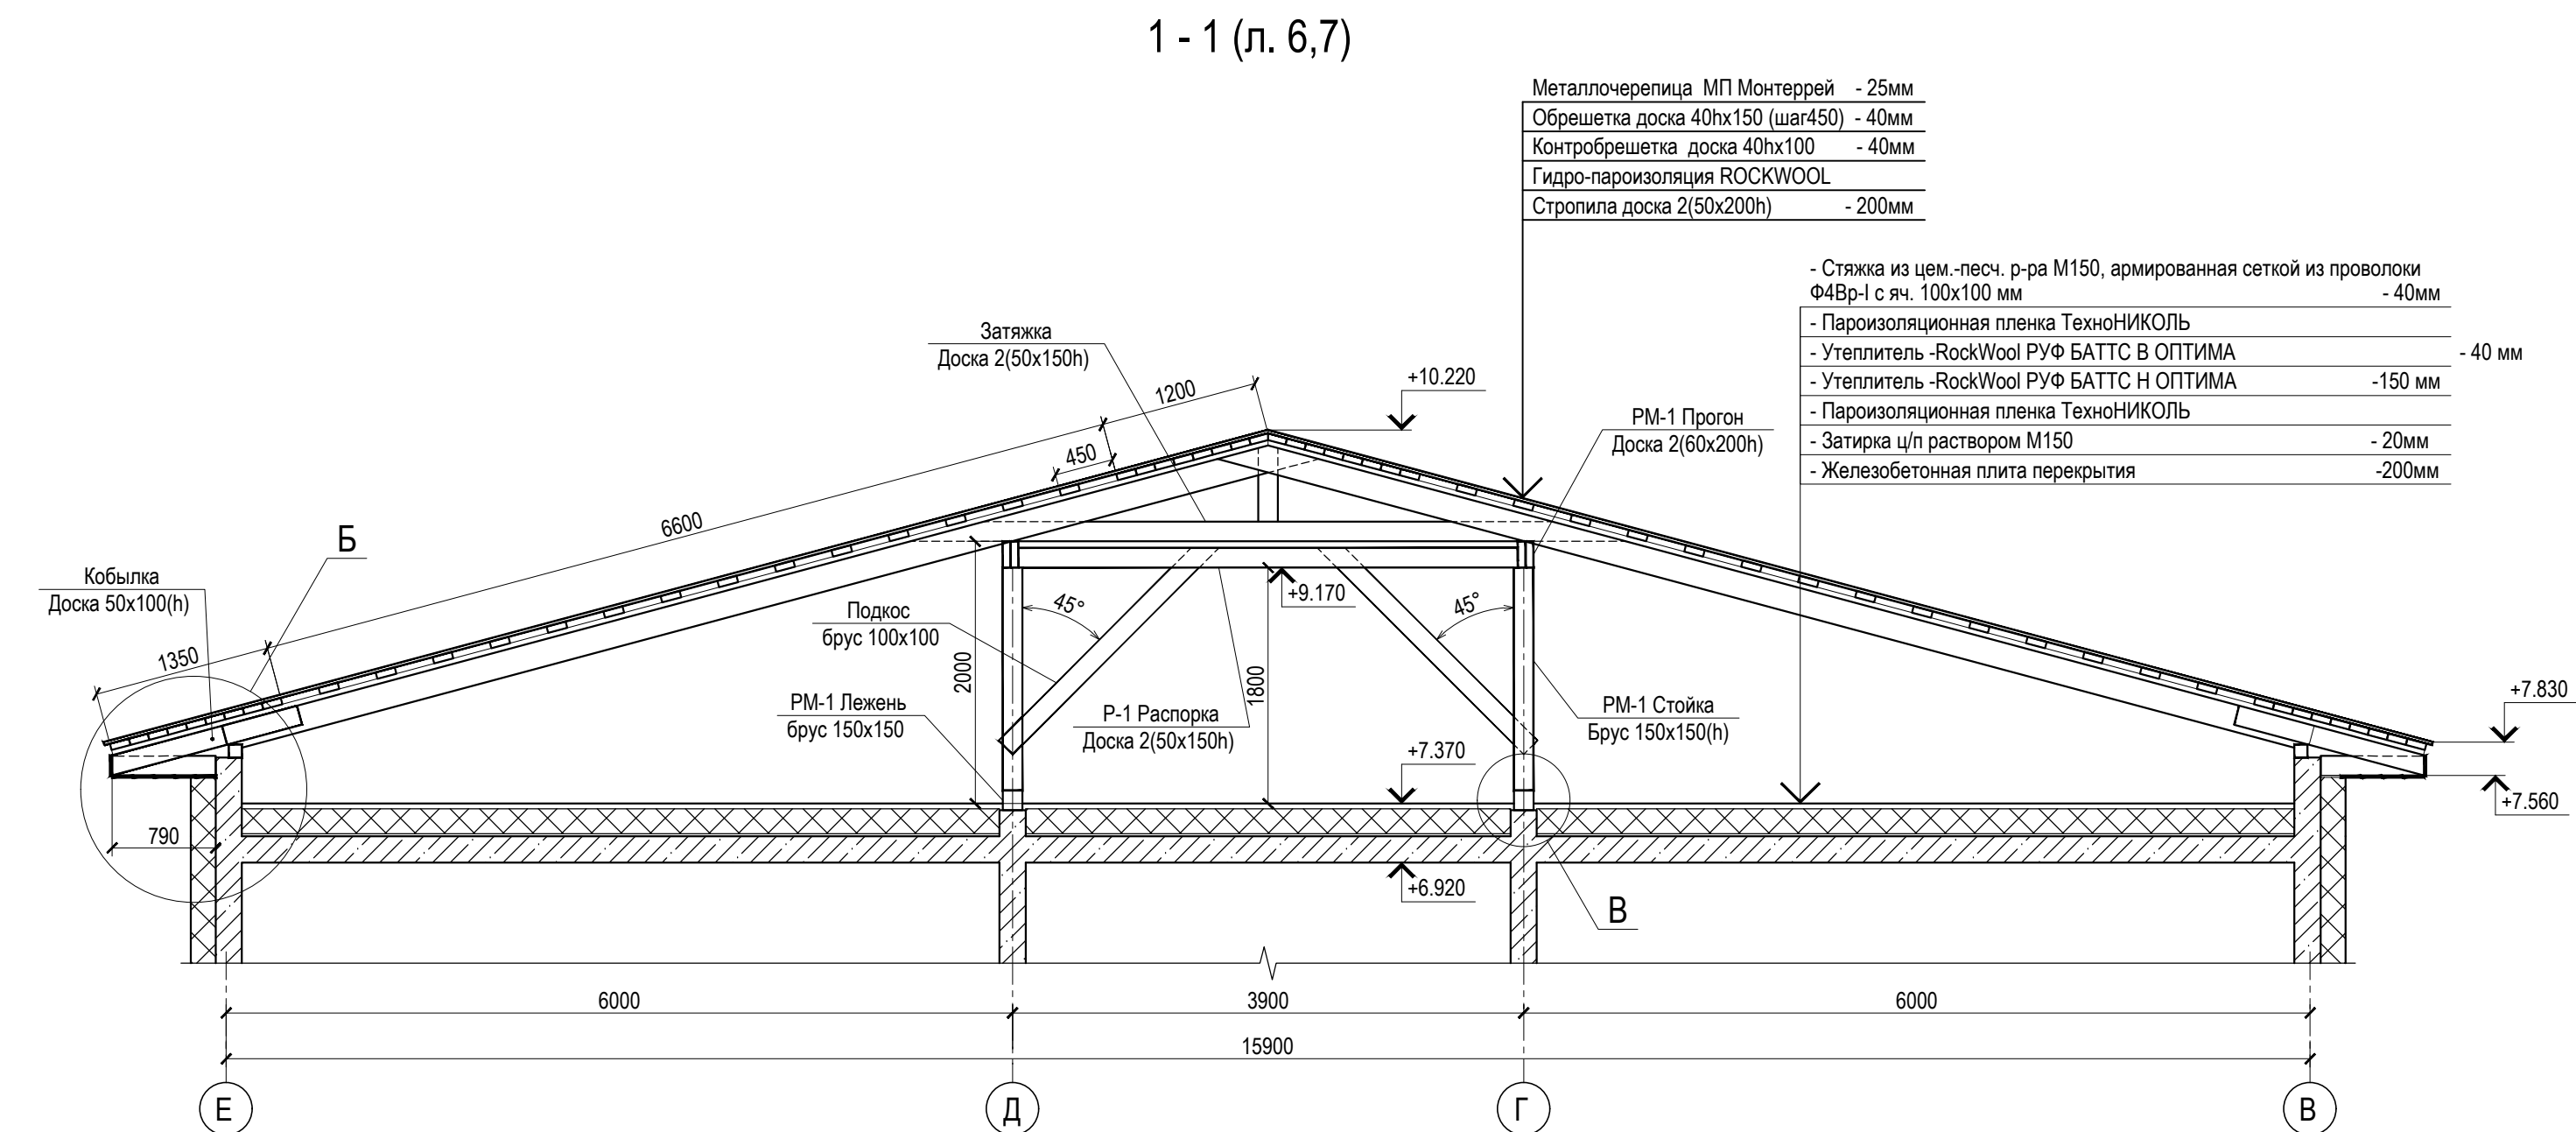 1 - 1 (л. 6,7)
Металлочерепица МП Монтеррей - 25мм
Обрешетка доска 40hх150 (шаг450) - 40мм
Контробрешетка доска 40hх100 - 40мм
Гидро-пароизоляция ROCKWOOL
Стропила доска 2(50х200h) - 200мм
- Стяжка из цем.-песч. р-ра М150, армированная сеткой из проволоки
Ф4Вр-I с яч. 100х100 мм - 40мм
- Пароизоляционная пленка ТехноНИКОЛЬ
- Утеплитель -RockWool РУФ БАТТС В ОПТИМА - 40 мм
- Утеплитель -RockWool РУФ БАТТС Н ОПТИМА -150 мм
- Пароизоляционная пленка ТехноНИКОЛЬ
- Затирка ц/п раствором М150 - 20мм
- Железобетонная плита перекрытия -200мм
Затяжка
Доска 2(50х150h)
1200
+10.220
РМ-1 Прогон
Доска 2(60х200h)
450
6600
Б
Кобылка
Доска 50х100(h)
1350
Подкос
брус 100х100
45°
45°
+9.170
2000
1800
РМ-1 Лежень
брус 150х150
Р-1 Распорка
Доска 2(50х150h)
РМ-1 Стойка
Брус 150х150(h)
+7.830
+7.370
+7.560
790
+6.920
В
6000
3900
6000
15900
Е
Д
Г
В